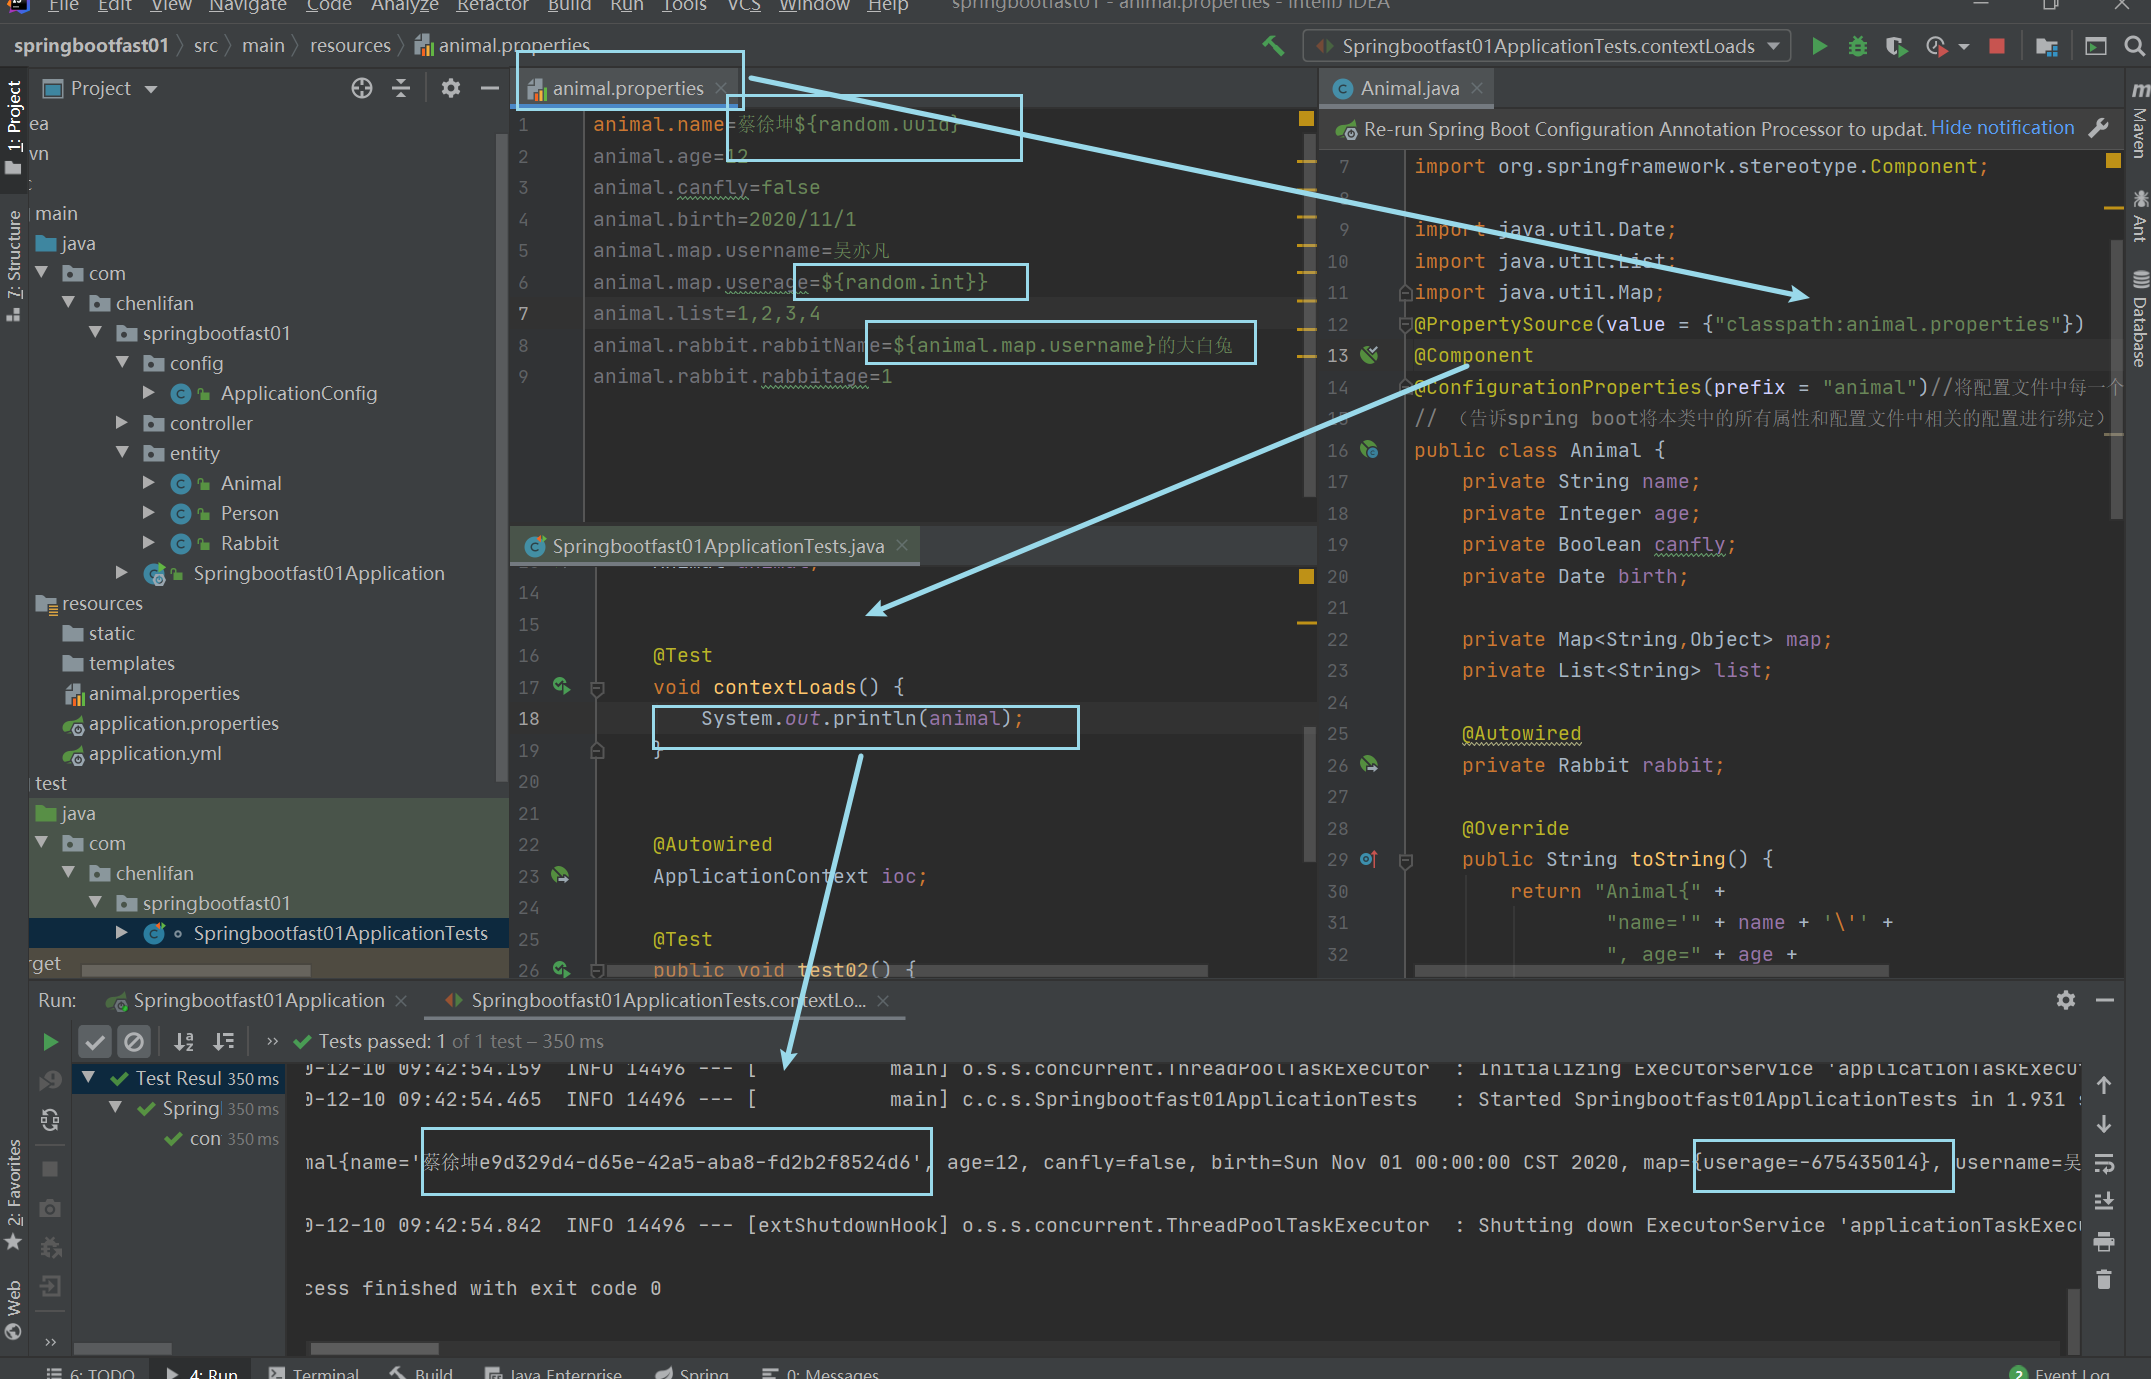 File Edit View Navigate Code Analyze Refactor Build Run Tools VCS Window Help springbootfast01 - animal.properties - IntelliJ IDEA
springbootfast01 src main resources animal.properties
Springbootfast01ApplicationTests.contextLoads
1: Project
7: Structure
2: Favorites
Web
Project
ea
vn
main
java
com
chenlifan
springbootfast01
config
ApplicationConfig
controller
entity
Animal
Person
Rabbit
Springbootfast01Application
resources
static
templates
animal.properties
application.properties
application.yml
test
java
com
chenlifan
springbootfast01
Springbootfast01ApplicationTests
rget
animal.properties
1 animal.name=蔡徐坤${random.uuid}
2 animal.age=12
3 animal.canfly=false
4 animal.birth=2020/11/1
5 animal.map.username=吴亦凡
6 animal.map.userage=${random.int}}
7 animal.list=1,2,3,4
8 animal.rabbit.rabbitName=${animal.map.username}的大白兔
9 animal.rabbit.rabbitage=1
Springbootfast01ApplicationTests.java
14
15
16 @Test
17 void contextLoads() {
18 System.out.println(animal);
19 }
20
21
22 @Autowired
23 ApplicationContext ioc;
24
25 @Test
26 public void test02() {
Animal.java
Re-run Spring Boot Configuration Annotation Processor to updat. Hide notification
7 import org.springframework.stereotype.Component;
8
9 import java.util.Date;
10 import java.util.List;
11 import java.util.Map;
12 @PropertySource(value = {"classpath:animal.properties"})
13 @Component
14 @ConfigurationProperties(prefix = "animal")//将配置文件中每一个
15 // （告诉spring boot将本类中的所有属性和配置文件中相关的配置进行绑定）
16 public class Animal {
17 private String name;
18 private Integer age;
19 private Boolean canfly;
20 private Date birth;
21
22 private Map<String,Object> map;
23 private List<String> list;
24
25 @Autowired
26 private Rabbit rabbit;
27
28 @Override
29 public String toString() {
30 return "Animal{" +
31 "name='" + name + '\'' +
32 ", age=" + age +
Maven
Ant
Database
Run: Springbootfast01Application Springbootfast01ApplicationTests.contextLo...
Tests passed: 1 of 1 test – 350 ms
Test Resul 350 ms
Spring 350 ms
con 350 ms
0-12-10 09:42:54.159 INFO 14496 --- [ main] o.s.s.concurrent.ThreadPoolTaskExecutor : Initializing ExecutorService 'applicationTaskExecut
0-12-10 09:42:54.465 INFO 14496 --- [ main] c.c.s.Springbootfast01ApplicationTests : Started Springbootfast01ApplicationTests in 1.931 s
mal{name='蔡徐坤e9d329d4-d65e-42a5-aba8-fd2b2f8524d6', age=12, canfly=false, birth=Sun Nov 01 00:00:00 CST 2020, map={userage=-675435014}, username=吴
0-12-10 09:42:54.842 INFO 14496 --- [extShutdownHook] o.s.s.concurrent.ThreadPoolTaskExecutor : Shutting down ExecutorService 'applicationTaskExecu
cess finished with exit code 0
6: TODO 4: Run Terminal Build Java Enterprise Spring 0: Messages 2 Event Log